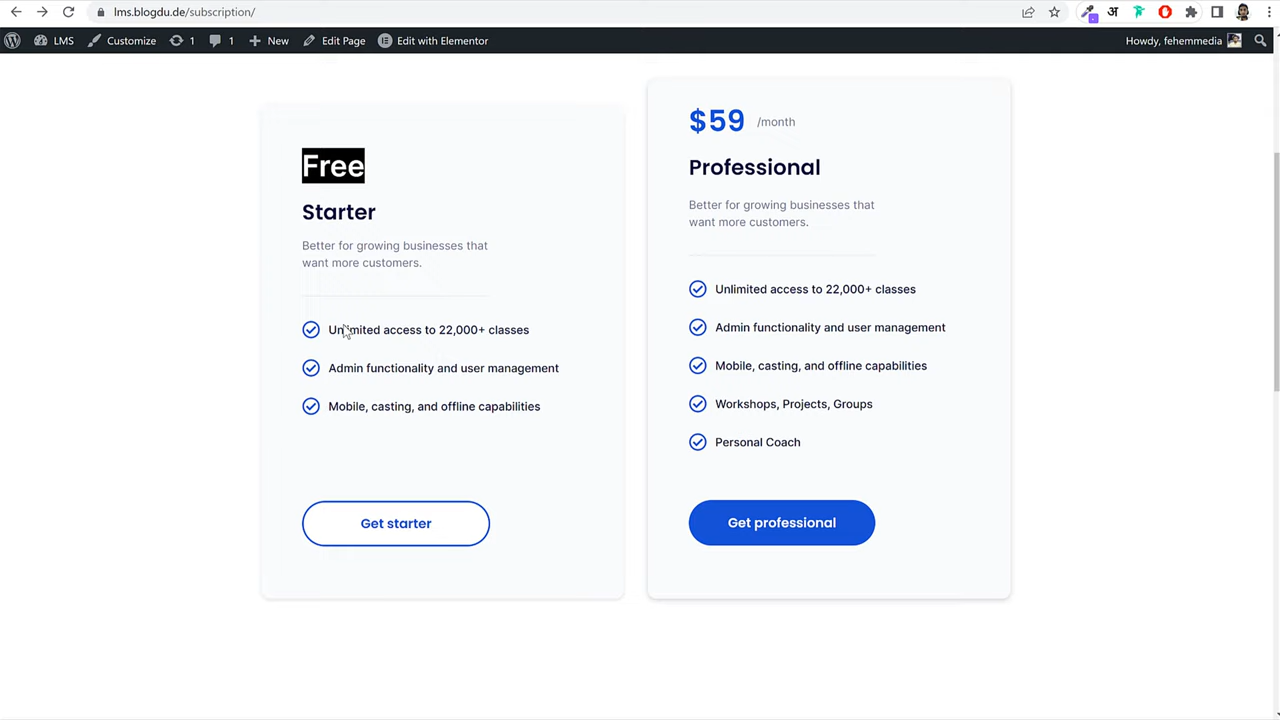 lms.blogdu.de/subscription/
अ
LMS
Customize
1
1
New
Edit Page
Edit with Elementor
Howdy, fehemmedia
Free
Starter
Better for growing businesses that
want more customers.
Unlimited access to 22,000+ classes
Admin functionality and user management
Mobile, casting, and offline capabilities
Get starter
$59 /month
Professional
Better for growing businesses that
want more customers.
Unlimited access to 22,000+ classes
Admin functionality and user management
Mobile, casting, and offline capabilities
Workshops, Projects, Groups
Personal Coach
Get professional